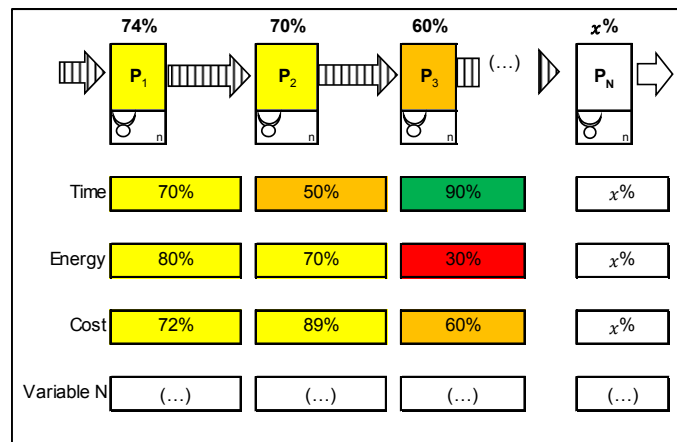 74% 70% 60% x%
P1 P2 P3 (...) PN
n n n n
Time 70% 50% 90% x%
Energy 80% 70% 30% x%
Cost 72% 89% 60% x%
Variable N (...) (...) (...) (...)